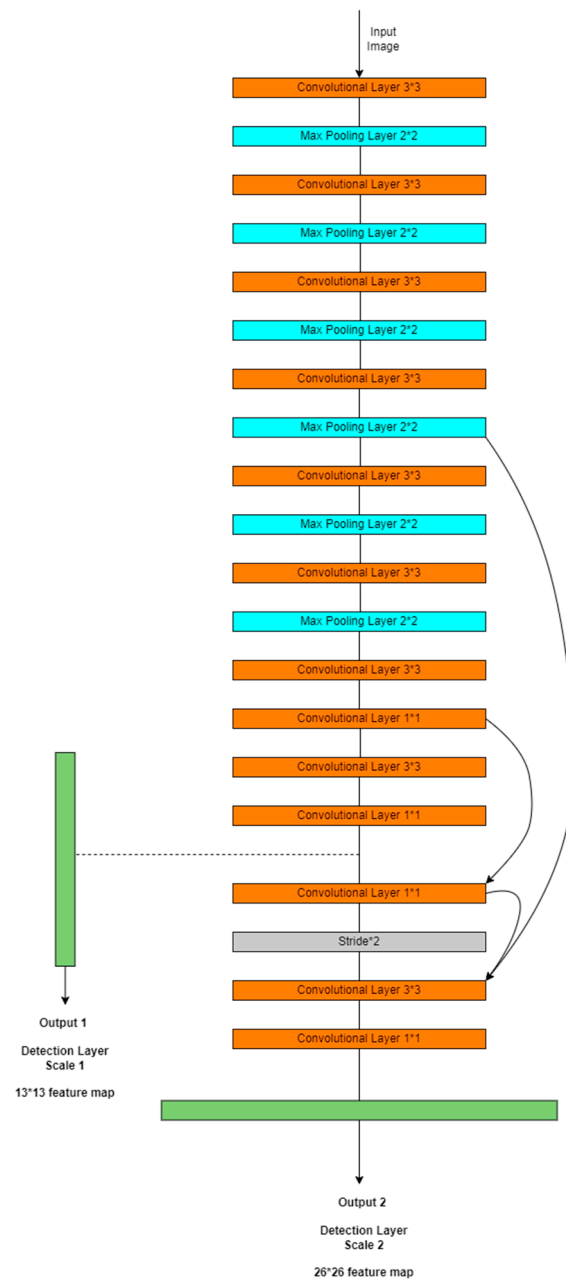 Input
Image
Convolutional Layer 3*3
Max Pooling Layer 2*2
Convolutional Layer 3*3
Max Pooling Layer 2*2
Convolutional Layer 3*3
Max Pooling Layer 2*2
Convolutional Layer 3*3
Max Pooling Layer 2*2
Convolutional Layer 3*3
Max Pooling Layer 2*2
Convolutional Layer 3*3
Max Pooling Layer 2*2
Convolutional Layer 3*3
Convolutional Layer 1*1
Convolutional Layer 3*3
Convolutional Layer 1*1
Convolutional Layer 1*1
Stride*2
Convolutional Layer 3*3
Convolutional Layer 1*1
Output 1
Detection Layer
Scale 1
13*13 feature map
Output 2
Detection Layer
Scale 2
26*26 feature map